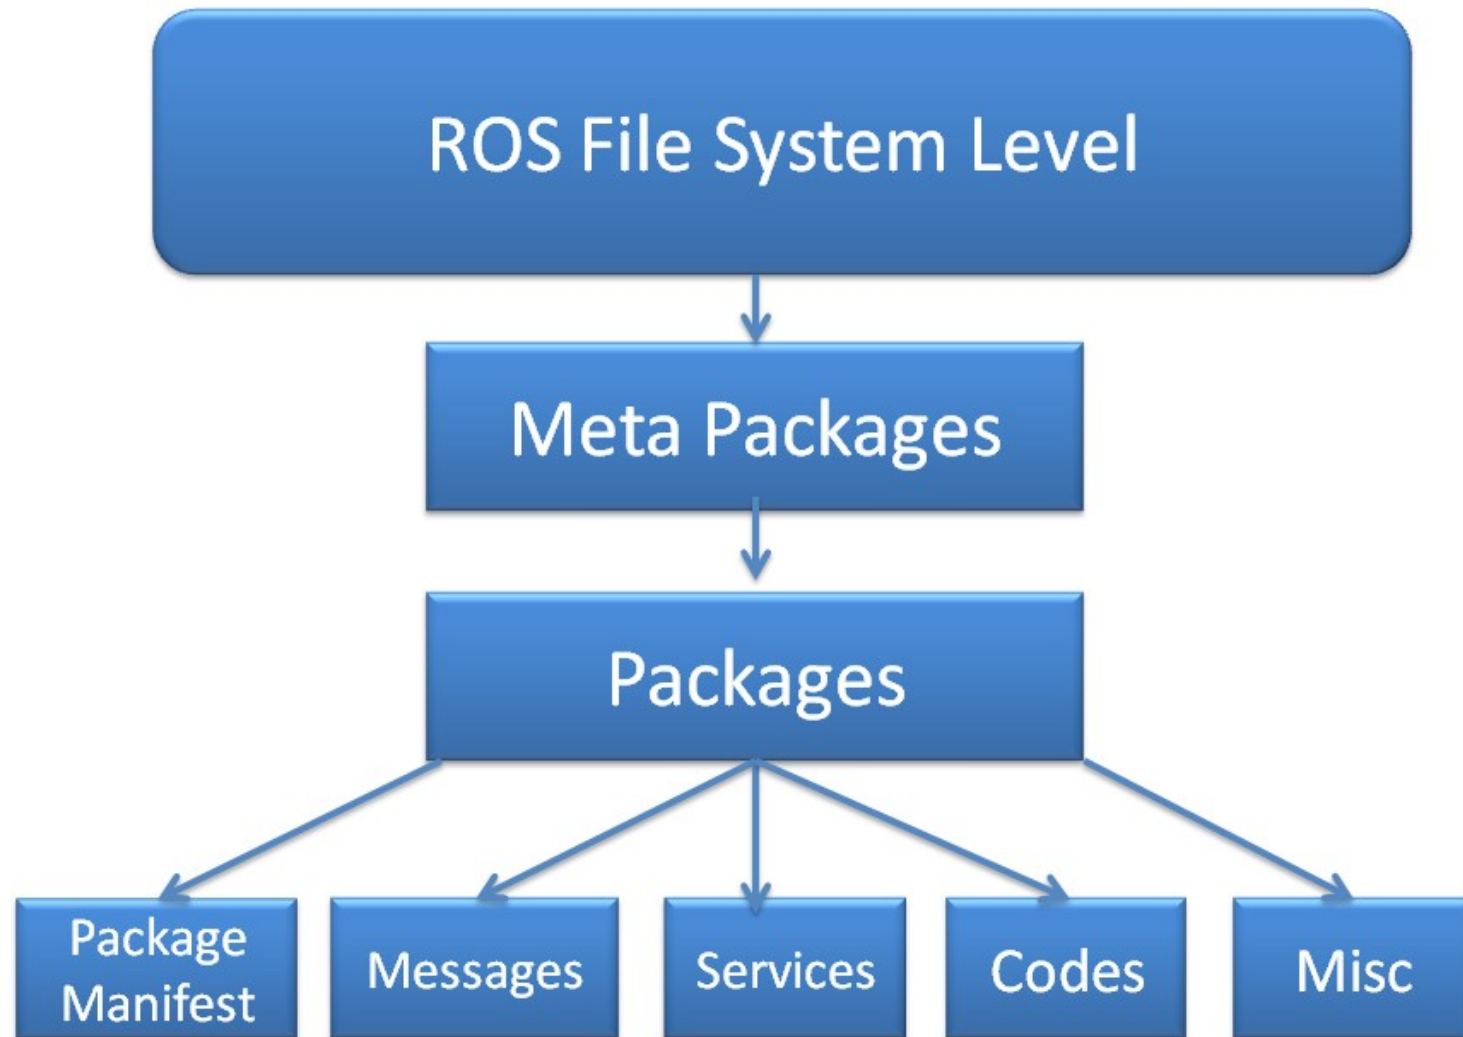 ROS File System Level
Meta Packages
Packages
Package
Manifest
Messages
Services
Codes
Misc